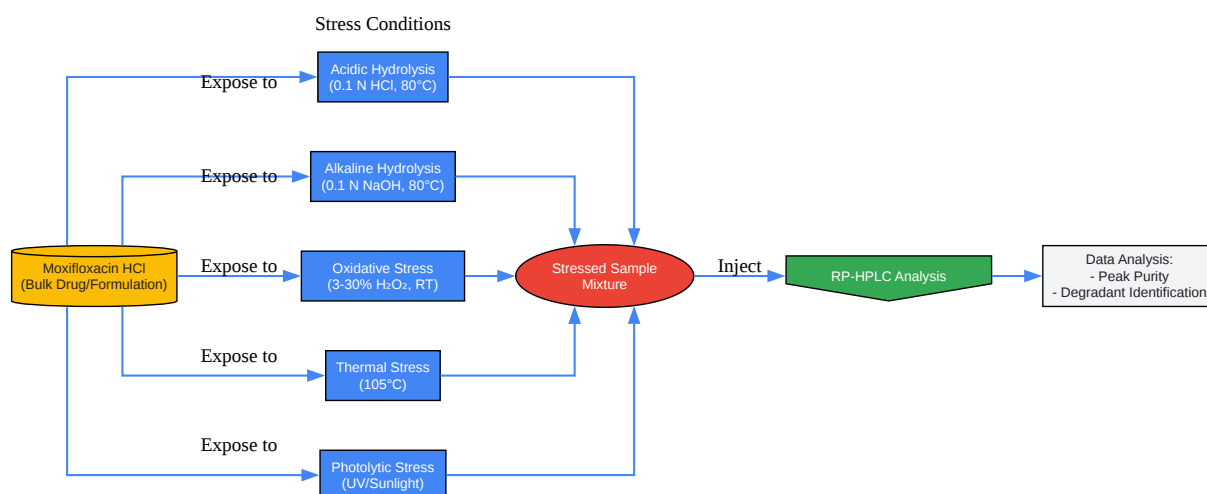 Stress Conditions
Expose to
Acidic Hydrolysis
(0.1 N HCl, 80°C)
Expose to
Alkaline Hydrolysis
(0.1 N NaOH, 80°C)
Moxifloxacin HCl
(Bulk Drug/Formulation)
Expose to
Oxidative Stress
(3-30% H₂O₂, RT)
Stressed Sample
Mixture
Inject
RP-HPLC Analysis
Data Analysis:
- Peak Purity
- Degradant Identification
Expose to
Thermal Stress
(105°C)
Expose to
Photolytic Stress
(UV/Sunlight)